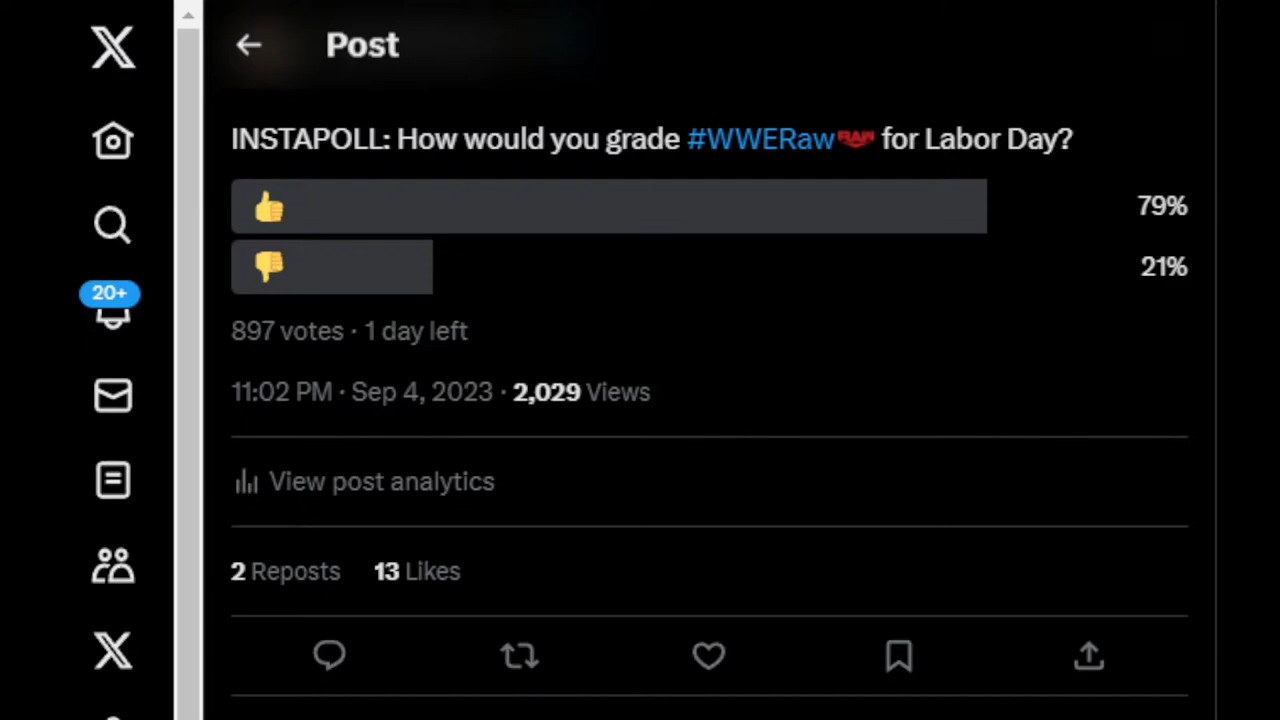 Post
INSTAPOLL: How would you grade #WWERaw RAW for Labor Day?
👍 79%
👎 21%
20+
897 votes · 1 day left
11:02 PM · Sep 4, 2023 · 2,029 Views
View post analytics
2 Reposts 13 Likes